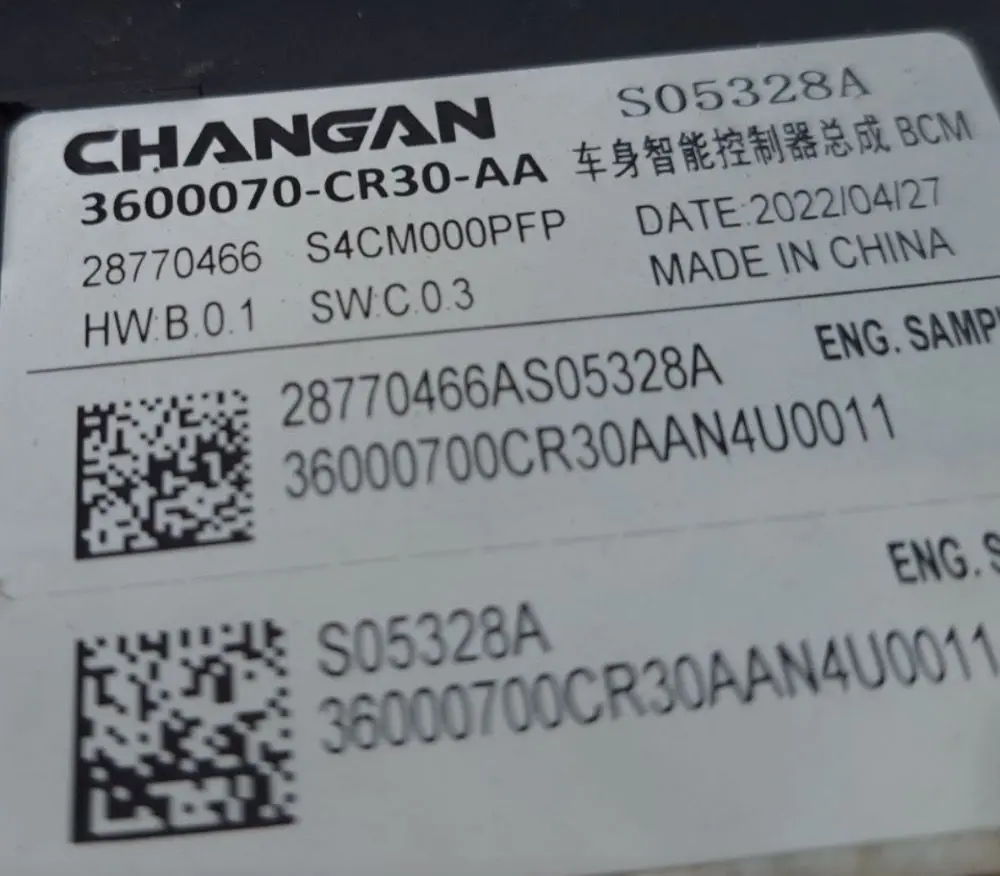 CHANGAN S05328A
3600070-CR30-AA 车身智能控制器总成 BCM
28770466 S4CM000PFP DATE:2022/04/27
HW:B.0.1 SW:C.0.3 MADE IN CHINA
ENG. SAMP
28770466AS05328A
36000700CR30AAN4U0011
ENG. S
S05328A
36000700CR30AAN4U0011